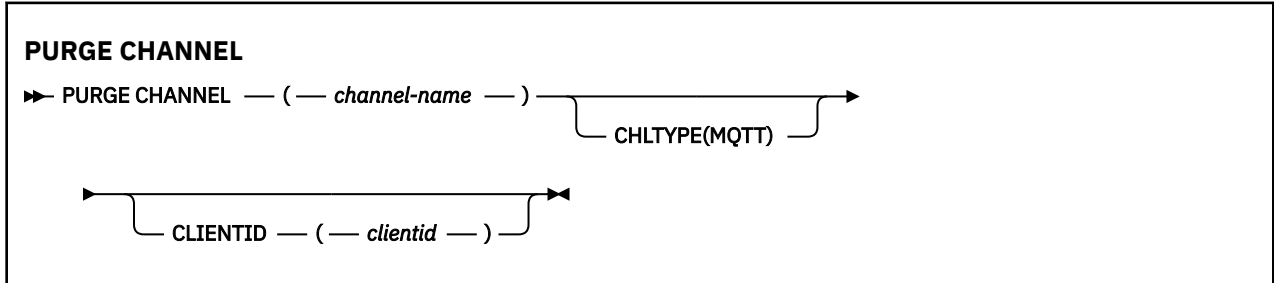 PURGE CHANNEL
PURGE CHANNEL ( channel-name )
CHLTYPE(MQTT)
CLIENTID ( clientid )